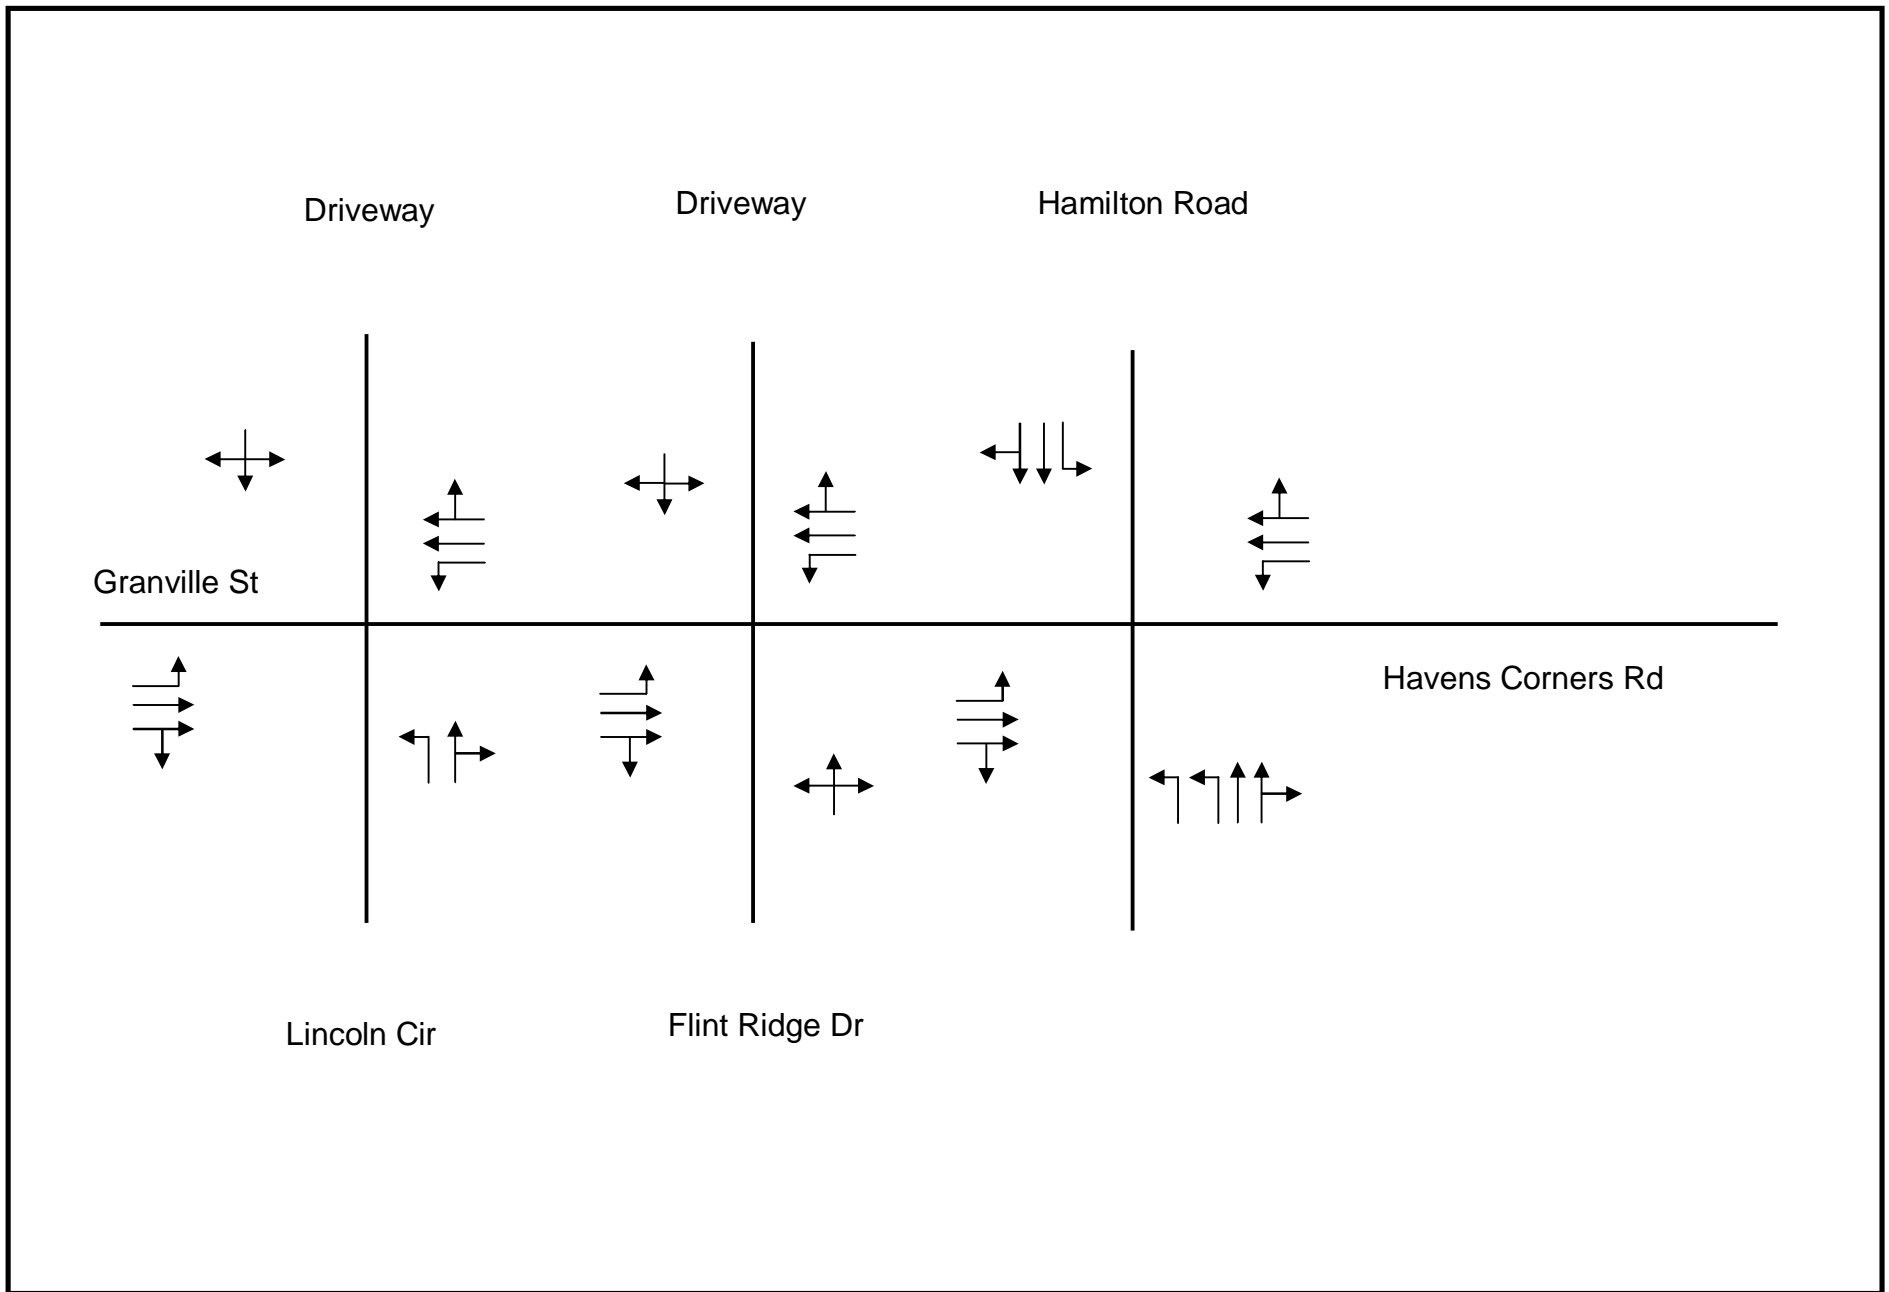 Driveway
Driveway
Hamilton Road
Granville St
Havens Corners Rd
Lincoln Cir
Flint Ridge Dr